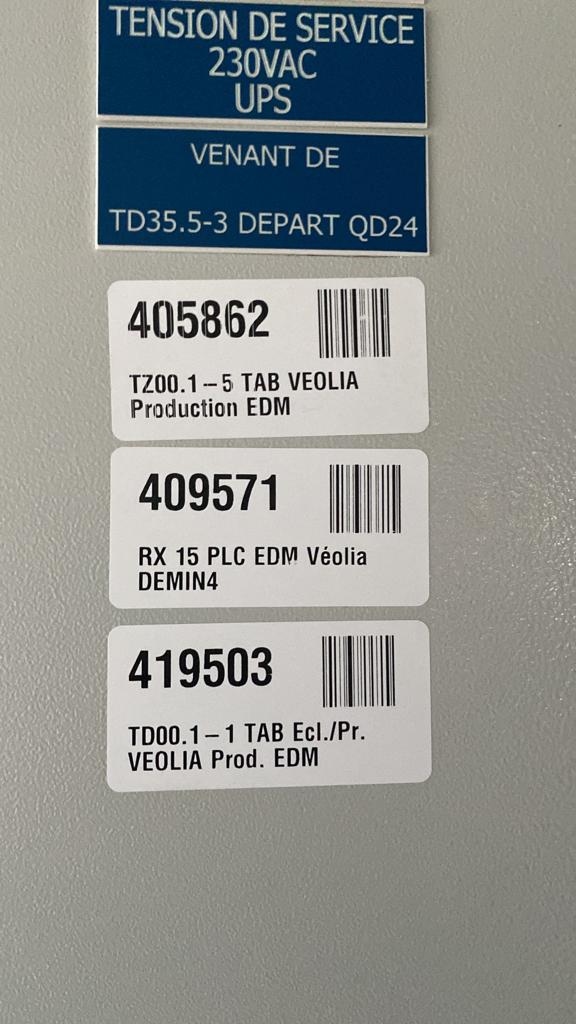 TENSION DE SERVICE
230VAC
UPS
VENANT DE
TD35.5-3 DEPART QD24
405862
TZ00.1-5 TAB VEOLIA
Production EDM
409571
RX 15 PLC EDM Véolia
DEMIN4
419503
TD00.1-1 TAB Ecl./Pr.
VEOLIA Prod. EDM